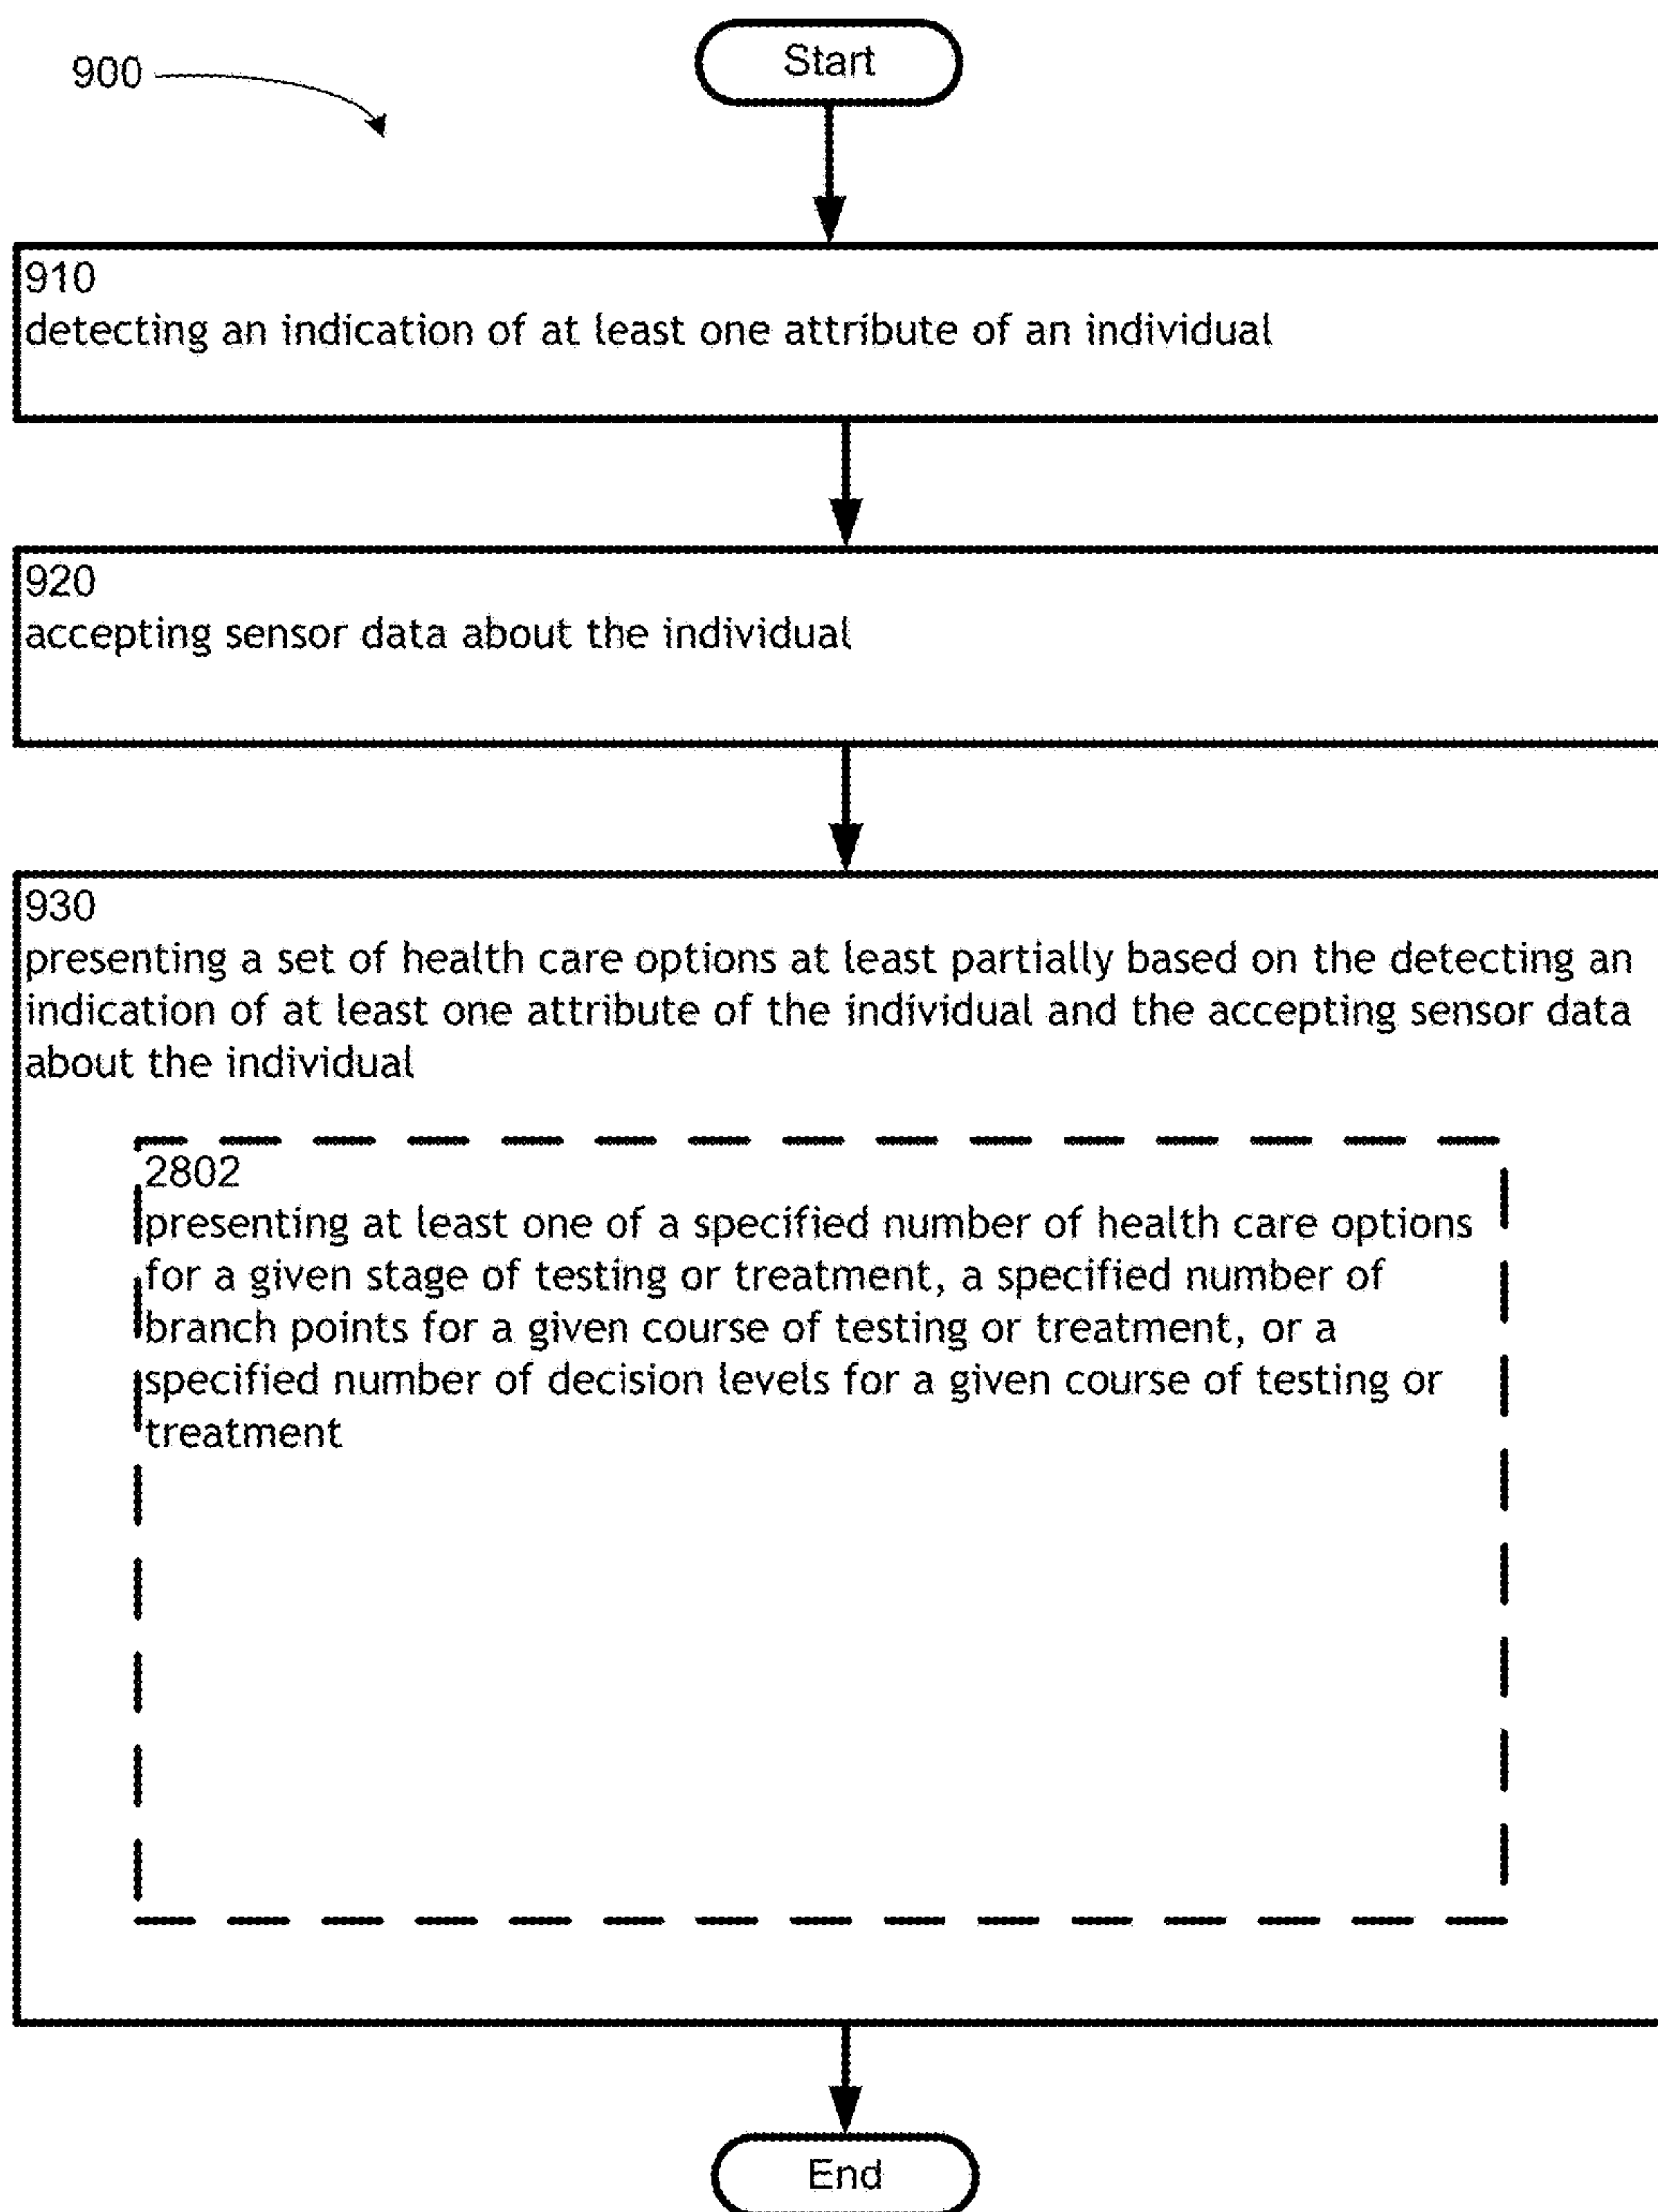 Start
900
910
detecting an indication of at least one attribute of an individual
920
accepting sensor data about the individual
930
presenting a set of health care options at least partially based on the detecting an
indication of at least one attribute of the individual and the accepting sensor data
about the individual
2802
presenting at least one of a specified number of health care options
for a given stage of testing or treatment, a specified number of
branch points for a given course of testing or treatment, or a
specified number of decision levels for a given course of testing or
treatment
End